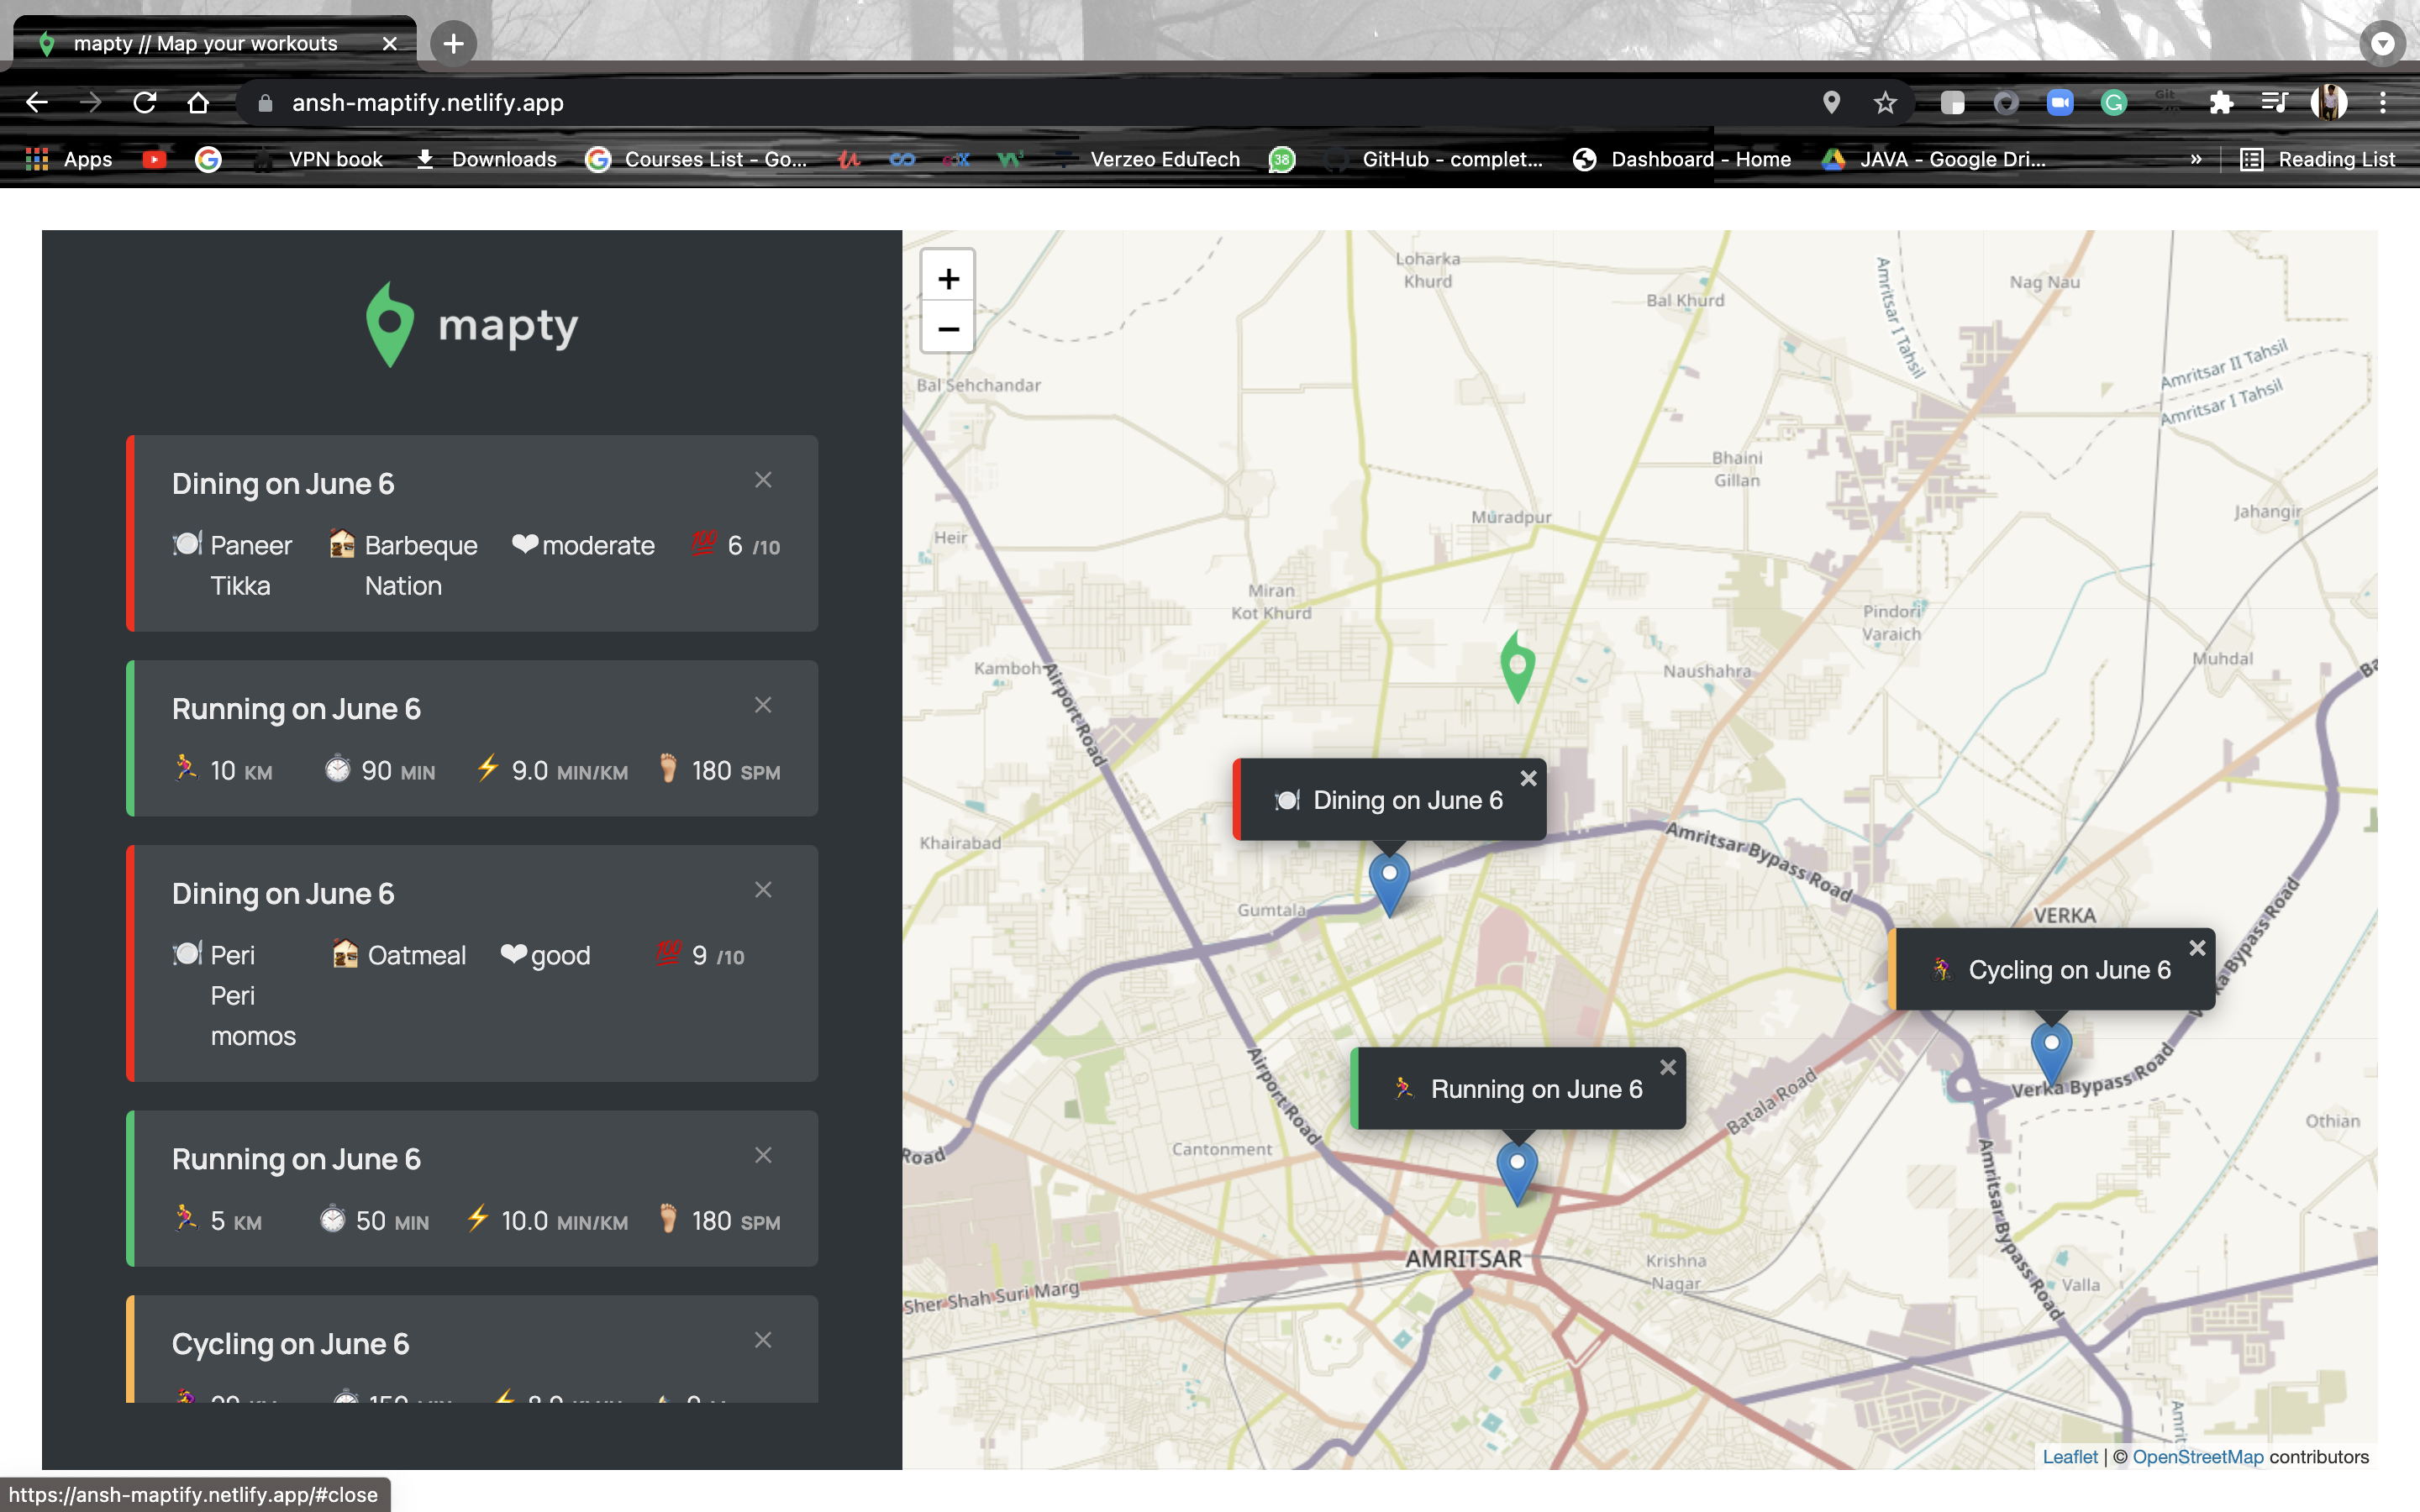 mapty // Map your workouts
ansh-maptify.netlify.app
Apps
VPN book
Downloads
Courses List - Go...
Verzeo EduTech
38
GitHub - complet...
Dashboard - Home
JAVA - Google Dri...
»
Reading List
mapty
Dining on June 6
Paneer Tikka
Barbeque Nation
moderate
6 /10
Running on June 6
10 KM
90 MIN
9.0 MIN/KM
180 SPM
Dining on June 6
Peri Peri momos
Oatmeal
good
9 /10
Running on June 6
5 KM
50 MIN
10.0 MIN/KM
180 SPM
Cycling on June 6
+
−
Loharka Khurd
Bal Khurd
Nag Nau
Amritsar I Tahsil
Amritsar II Tahsil
Amritsar I Tahsil
Bal Sehchandar
Bhaini Gillan
Muradpur
Jahangir
Heir
Miran Kot Khurd
Pindori Varaich
Kamboh
Naushahra
Muhdal
Airport Road
Dining on June 6
Khairabad
Amritsar Bypass Road
Gumtala
VERKA
Cycling on June 6
Verka Bypass Road
Running on June 6
Airport Road
Batala Road
Cantonment
Road
Othian
AMRITSAR
Krishna Nagar
Amritsar Bypass Road
Valla
Sher Shah Suri Marg
Leaflet | © OpenStreetMap contributors
https://ansh-maptify.netlify.app/#close